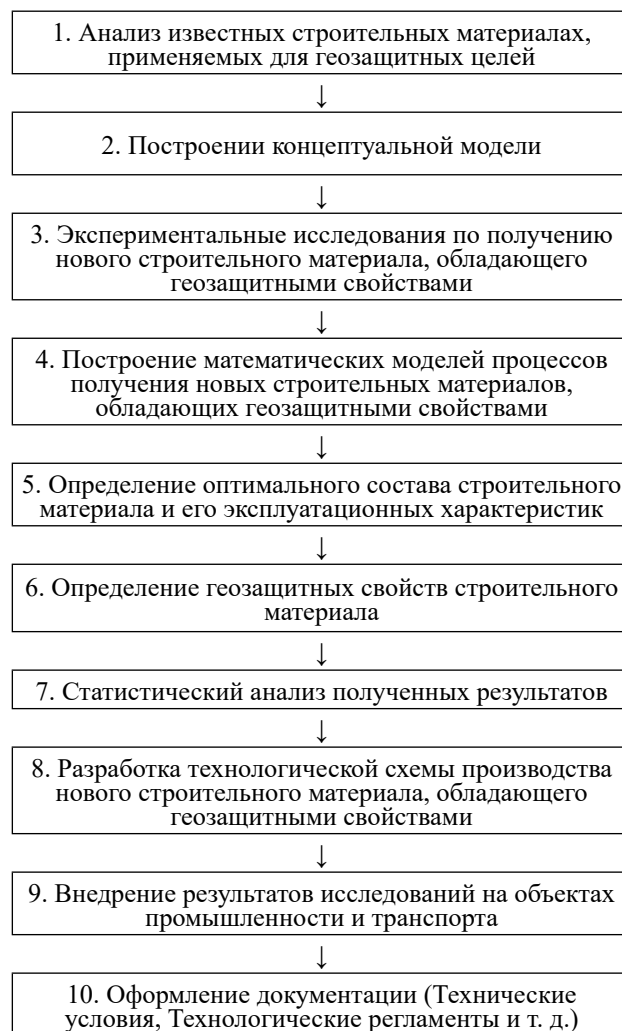 1. Анализ известных строительных материалах,
применяемых для геозащитных целей
↓
2. Построении концептуальной модели
↓
3. Экспериментальные исследования по получению
нового строительного материала, обладающего
геозащитными свойствами
↓
4. Построение математических моделей процессов
получения новых строительных материалов,
обладающих геозащитными свойствами
↓
5. Определение оптимального состава строительного
материала и его эксплуатационных характеристик
↓
6. Определение геозащитных свойств строительного
материала
↓
7. Статистический анализ полученных результатов
↓
8. Разработка технологической схемы производства
нового строительного материала, обладающего
геозащитными свойствами
↓
9. Внедрение результатов исследований на объектах
промышленности и транспорта
↓
10. Оформление документации (Технические
условия, Технологические регламенты и т. д.)